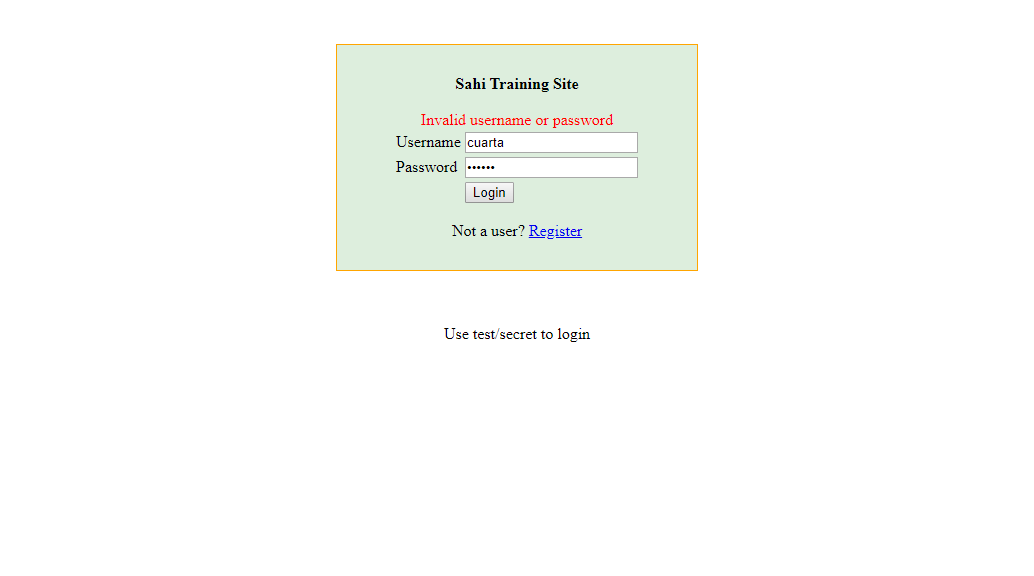 Sahi Training Site
Invalid username or password
Username cuarta
Password ••••••
Login
Not a user? Register
Use test/secret to login